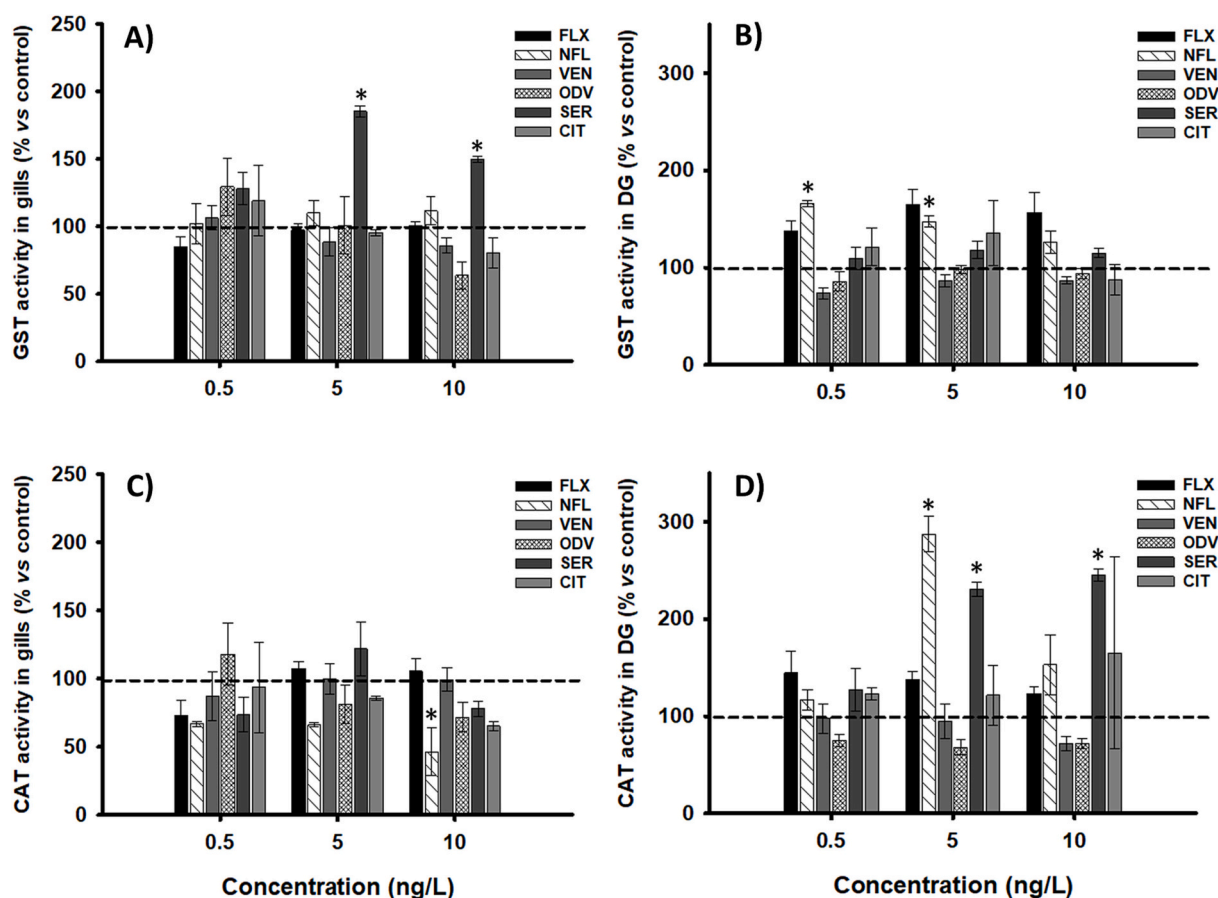 A)
GST activity in gills (% vs control)
250
200
150
100
50
0
FLX
NFL
VEN
ODV
SER
CIT
*
*
0.5 5 10
B)
GST activity in DG (% vs control)
300
200
100
0
FLX
NFL
VEN
ODV
SER
CIT
*
*
0.5 5 10
C)
CAT activity in gills (% vs control)
250
200
150
100
50
0
FLX
NFL
VEN
ODV
SER
CIT
*
0.5 5 10
Concentration (ng/L)
D)
CAT activity in DG (% vs control)
300
200
100
0
FLX
NFL
VEN
ODV
SER
CIT
*
*
*
0.5 5 10
Concentration (ng/L)